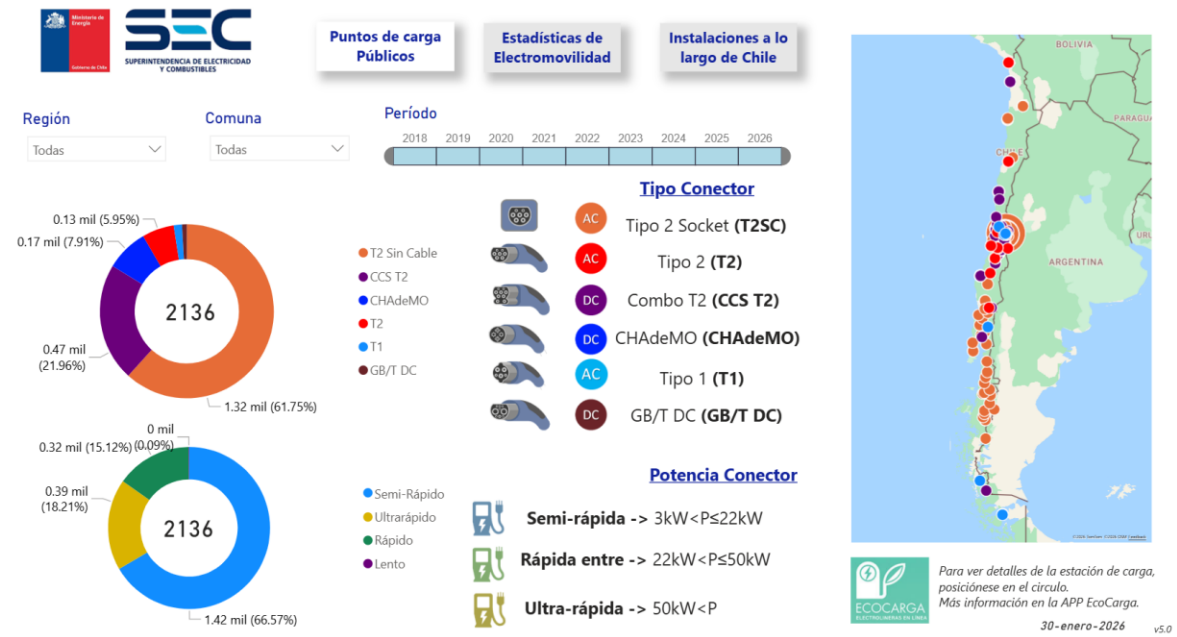 Ministerio de
Energía
Gobierno de Chile
SEC
SUPERINTENDENCIA DE ELECTRICIDAD
Y COMBUSTIBLES
Puntos de carga
Públicos
Estadísticas de
Electromovilidad
Instalaciones a lo
largo de Chile
Región
Todas
Comuna
Todas
Período
2018 2019 2020 2021 2022 2023 2024 2025 2026
0.13 mil (5.95%)
0.17 mil (7.91%)
0.47 mil
(21.96%)
1.32 mil (61.75%)
2136
T2 Sin Cable
CCS T2
CHAdeMO
T2
T1
GB/T DC
Tipo Conector
AC Tipo 2 Socket (T2SC)
AC Tipo 2 (T2)
DC Combo T2 (CCS T2)
DC CHAdeMO (CHAdeMO)
AC Tipo 1 (T1)
DC GB/T DC (GB/T DC)
0 mil
(0.09%)
0.32 mil (15.12%)
0.39 mil
(18.21%)
1.42 mil (66.57%)
2136
Semi-Rápido
Ultrarápido
Rápido
Lento
Potencia Conector
Semi-rápida -> 3kW<P≤22kW
Rápida entre -> 22kW<P≤50kW
Ultra-rápida -> 50kW<P
BOLIVIA
PARAGUA
CHILE
URU
ARGENTINA
ECOCARGA
ELECTROLINERAS EN LÍNEA
Para ver detalles de la estación de carga,
posiciónese en el circulo.
Más información en la APP EcoCarga.
30-enero-2026
v5.0